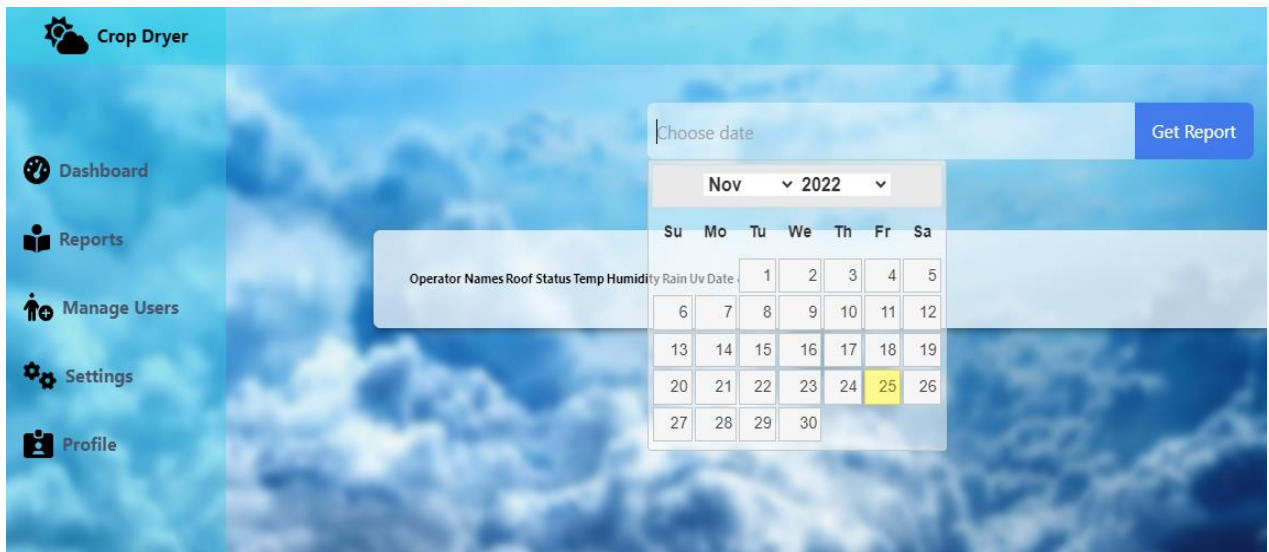 Crop Dryer
Choose date
Get Report
Dashboard
Reports
Manage Users
Settings
Profile
Nov 2022
Su Mo Tu We Th Fr Sa
1 2 3 4 5
6 7 8 9 10 11 12
13 14 15 16 17 18 19
20 21 22 23 24 25 26
27 28 29 30
Operator Names Roof Status Temp Humidity Rain Uv Date